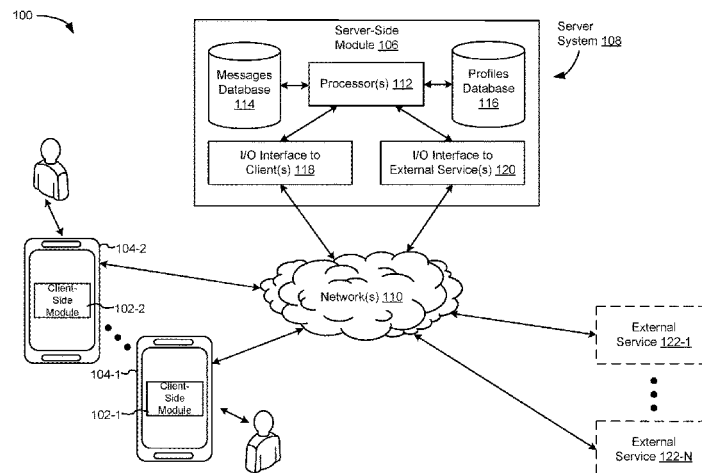 100
Server-Side
Module 106
Server
System 108
Messages
Database
114
Processor(s) 112
Profiles
Database
116
I/O Interface to
Client(s) 118
I/O Interface to
External Service(s) 120
104-2
Client-
Side
Module
102-2
Network(s) 110
104-1
Client-
Side
Module
102-1
External
Service 122-1
External
Service 122-N